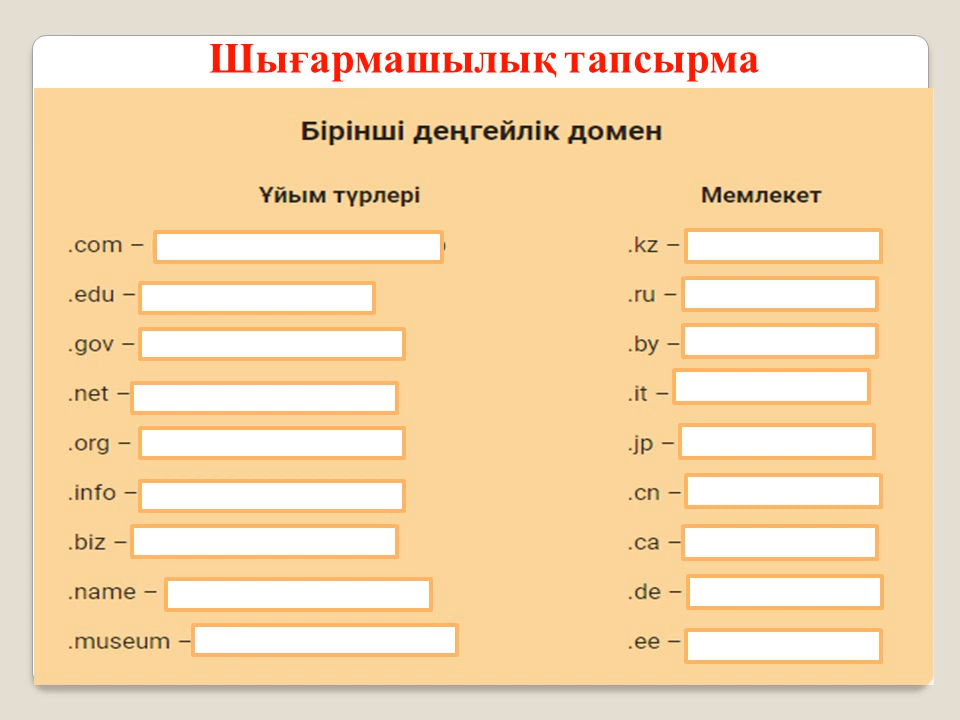 Шығармашылық тапсырма
Бірінші деңгейлік домен
Ұйым түрлері
.com –
.edu –
.gov –
.net –
.org –
.info –
.biz –
.name –
.museum –
Мемлекет
.kz –
.ru –
.by –
.it –
.jp –
.cn –
.ca –
.de –
.ee –